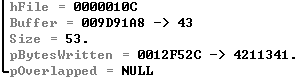 hFile = 0000010C
Buffer = 009D91A8 -> 43
Size = 53.
pBytesWritten = 0012F52C -> 4211341.
pOverlapped = NULL